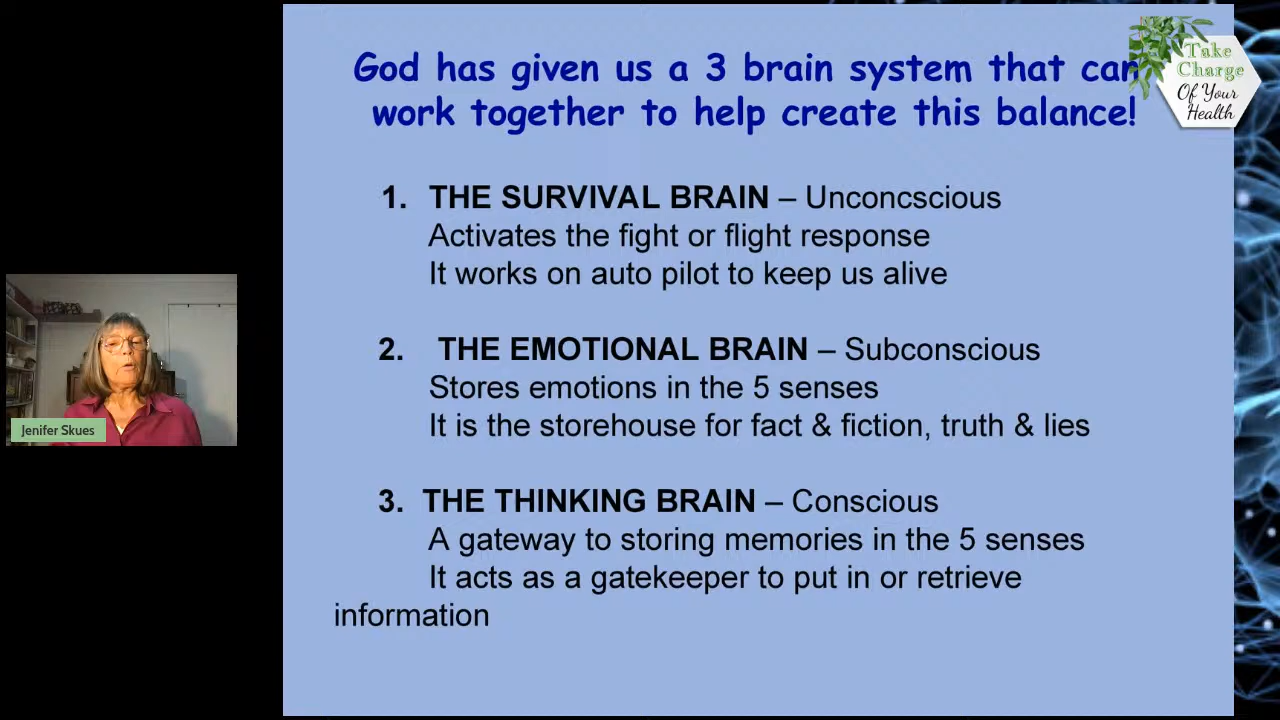 God has given us a 3 brain system that can
work together to help create this balance!
Take
Charge
Of Your
Health
1. THE SURVIVAL BRAIN – Unconcscious
Activates the fight or flight response
It works on auto pilot to keep us alive
2. THE EMOTIONAL BRAIN – Subconscious
Stores emotions in the 5 senses
It is the storehouse for fact & fiction, truth & lies
3. THE THINKING BRAIN – Conscious
A gateway to storing memories in the 5 senses
It acts as a gatekeeper to put in or retrieve
information
Jenifer Skues